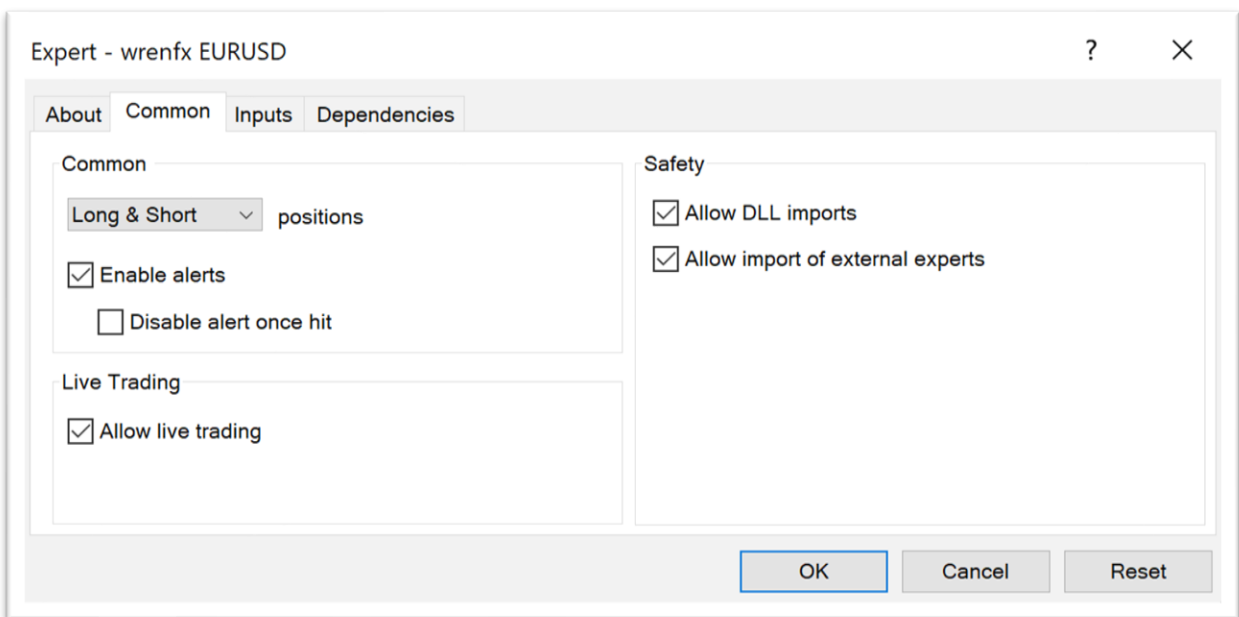 Expert - wrenfx EURUSD
?
About Common Inputs Dependencies
Common
Long & Short positions
Enable alerts
Disable alert once hit
Live Trading
Allow live trading
Safety
Allow DLL imports
Allow import of external experts
OK Cancel Reset